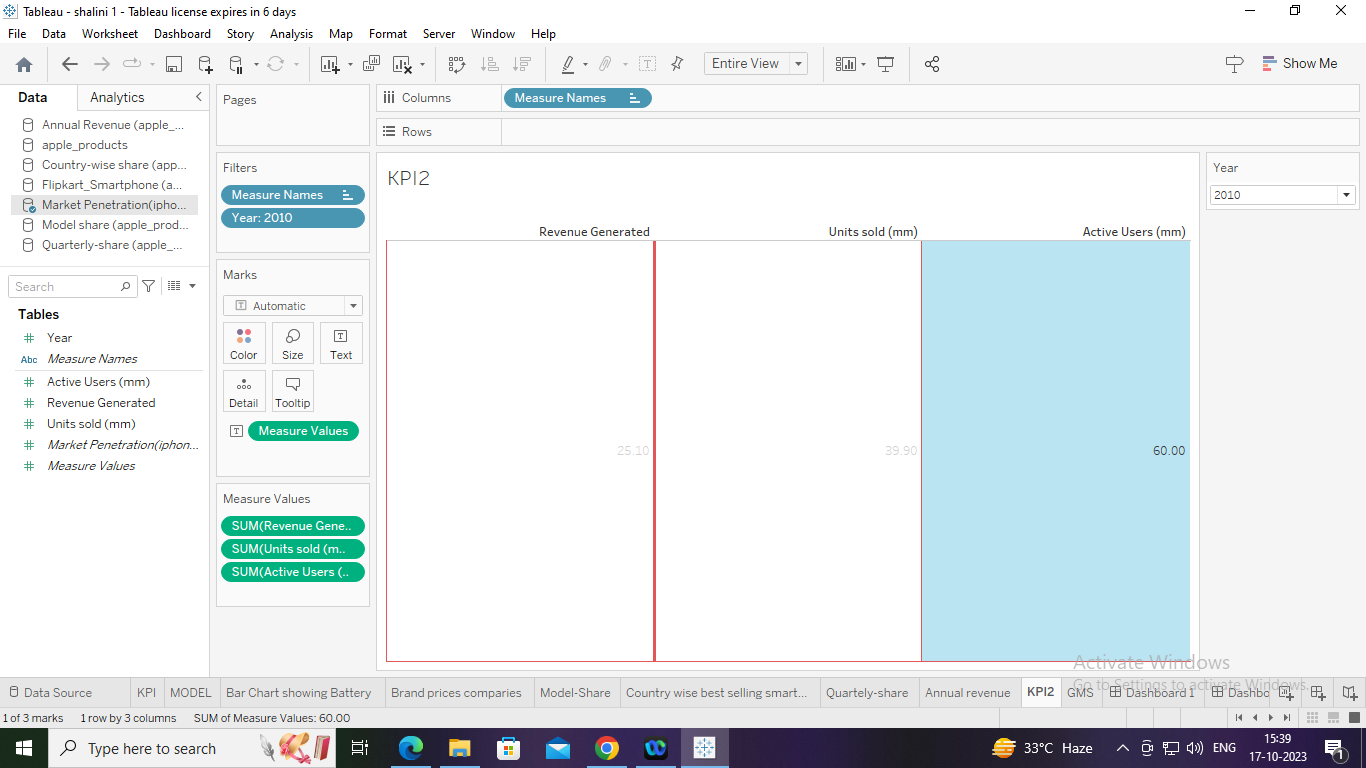 Tableau - shalini 1 - Tableau license expires in 6 days
File Data Worksheet Dashboard Story Analysis Map Format Server Window Help
Entire View
Show Me
Data Analytics
Annual Revenue (apple_...
apple_products
Country-wise share (app...
Flipkart_Smartphone (a...
Market Penetration(ipho...
Model share (apple_prod...
Quarterly-share (apple_...
Search
Tables
Year
Abc Measure Names
Active Users (mm)
Revenue Generated
Units sold (mm)
Market Penetration(iphon...
Measure Values
Pages
Filters
Measure Names
Year: 2010
Marks
Automatic
Color Size Text
Detail Tooltip
Measure Values
Measure Values
SUM(Revenue Gene..
SUM(Units sold (m..
SUM(Active Users (..
Columns Measure Names
Rows
KPI2
Revenue Generated Units sold (mm) Active Users (mm)
25.10 39.90 60.00
Year
2010
Activate Windows
Go to Settings to activate Windows.
Data Source KPI MODEL Bar Chart showing Battery Brand prices comparies Model-Share Country wise best selling smart... Quartely-share Annual revenue KPI2 GMS Dashboard 1 Dashbo
1 of 3 marks 1 row by 3 columns SUM of Measure Values: 60.00
Type here to search
33°C Haze
ENG
15:39
17-10-2023
1